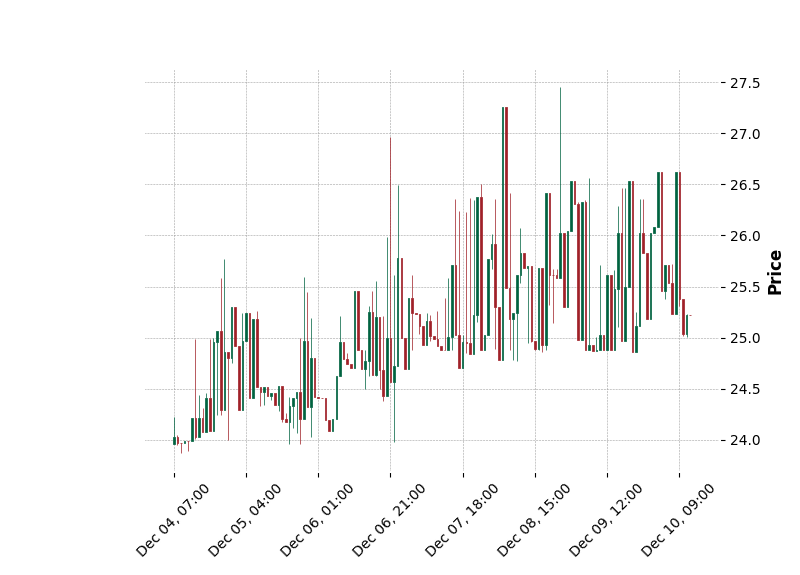 27.5
27.0
26.5
26.0
25.5
25.0
24.5
24.0
Price
Dec 04, 07:00
Dec 05, 04:00
Dec 06, 01:00
Dec 06, 21:00
Dec 07, 18:00
Dec 08, 15:00
Dec 09, 12:00
Dec 10, 09:00